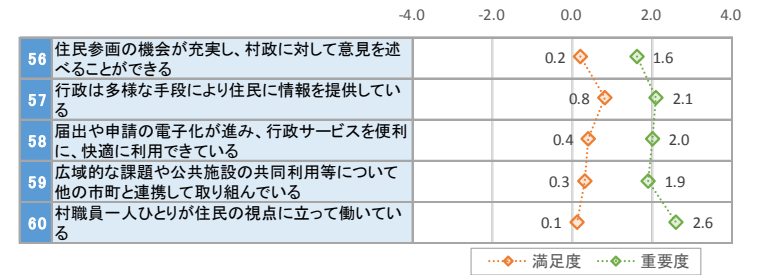 -4.0 -2.0 0.0 2.0 4.0
56 住民参画の機会が充実し、村政に対して意見を述
べることができる
0.2 1.6
57 行政は多様な手段により住民に情報を提供してい
る
0.8 2.1
58 届出や申請の電子化が進み、行政サービスを便利
に、快適に利用できている
0.4 2.0
59 広域的な課題や公共施設の共同利用等について
他の市町と連携して取り組んでいる
0.3 1.9
60 村職員一人ひとりが住民の視点に立って働いてい
る
0.1 2.6
満足度 重要度